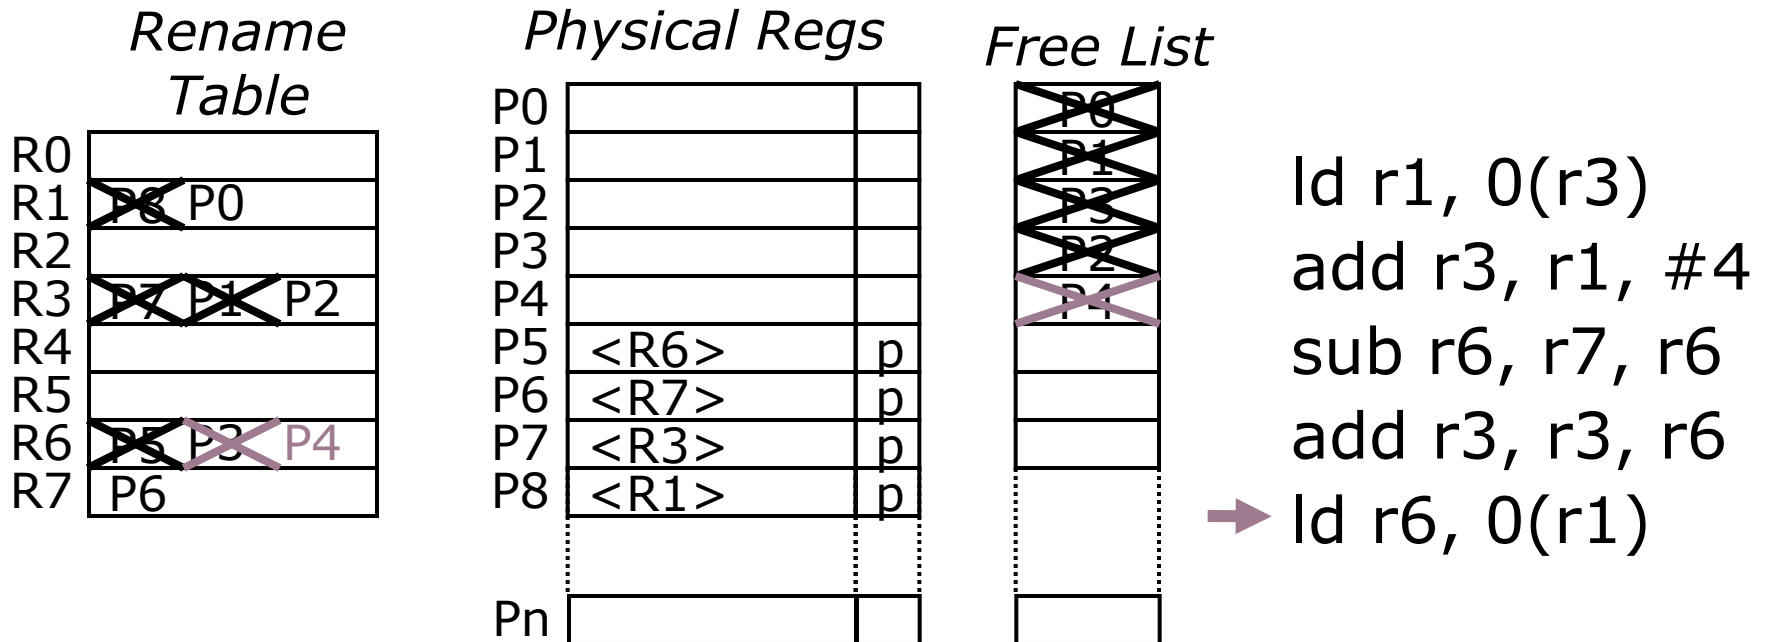 Rename
Table
Physical Regs
Free List
R0
R1 P8 P0
R2
R3 P7 P1 P2
R4
R5
R6 P5 P3 P4
R7 P6
P0
P1
P2
P3
P4
P5 <R6> p
P6 <R7> p
P7 <R3> p
P8 <R1> p
Pn
P0
P1
P3
P2
P4
ld r1, 0(r3)
add r3, r1, #4
sub r6, r7, r6
add r3, r3, r6
ld r6, 0(r1)